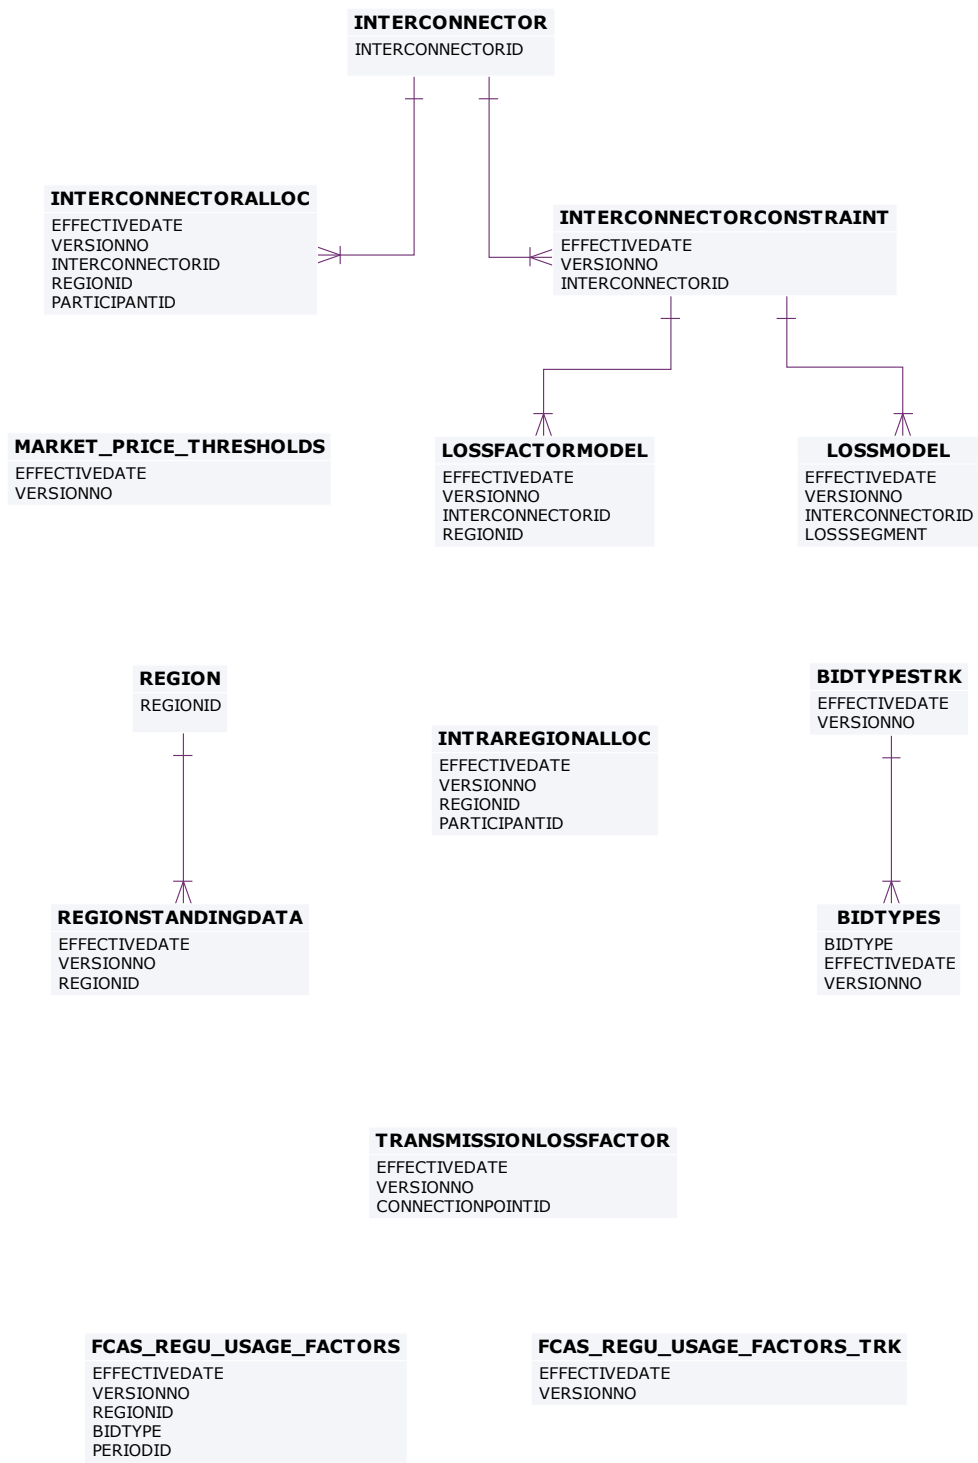 INTERCONNECTOR
INTERCONNECTORID
INTERCONNECTORALLOC
EFFECTIVEDATE
VERSIONNO
INTERCONNECTORID
REGIONID
PARTICIPANTID
INTERCONNECTORCONSTRAINT
EFFECTIVEDATE
VERSIONNO
INTERCONNECTORID
MARKET_PRICE_THRESHOLDS
EFFECTIVEDATE
VERSIONNO
LOSSFACTORMODEL
EFFECTIVEDATE
VERSIONNO
INTERCONNECTORID
REGIONID
LOSSMODEL
EFFECTIVEDATE
VERSIONNO
INTERCONNECTORID
LOSSSEGMENT
REGION
REGIONID
INTRAREGIONALLOC
EFFECTIVEDATE
VERSIONNO
REGIONID
PARTICIPANTID
BIDTYPESTRK
EFFECTIVEDATE
VERSIONNO
REGIONSTANDINGDATA
EFFECTIVEDATE
VERSIONNO
REGIONID
BIDTYPES
BIDTYPE
EFFECTIVEDATE
VERSIONNO
TRANSMISSIONLOSSFACTOR
EFFECTIVEDATE
VERSIONNO
CONNECTIONPOINTID
FCAS_REGU_USAGE_FACTORS
EFFECTIVEDATE
VERSIONNO
REGIONID
BIDTYPE
PERIODID
FCAS_REGU_USAGE_FACTORS_TRK
EFFECTIVEDATE
VERSIONNO